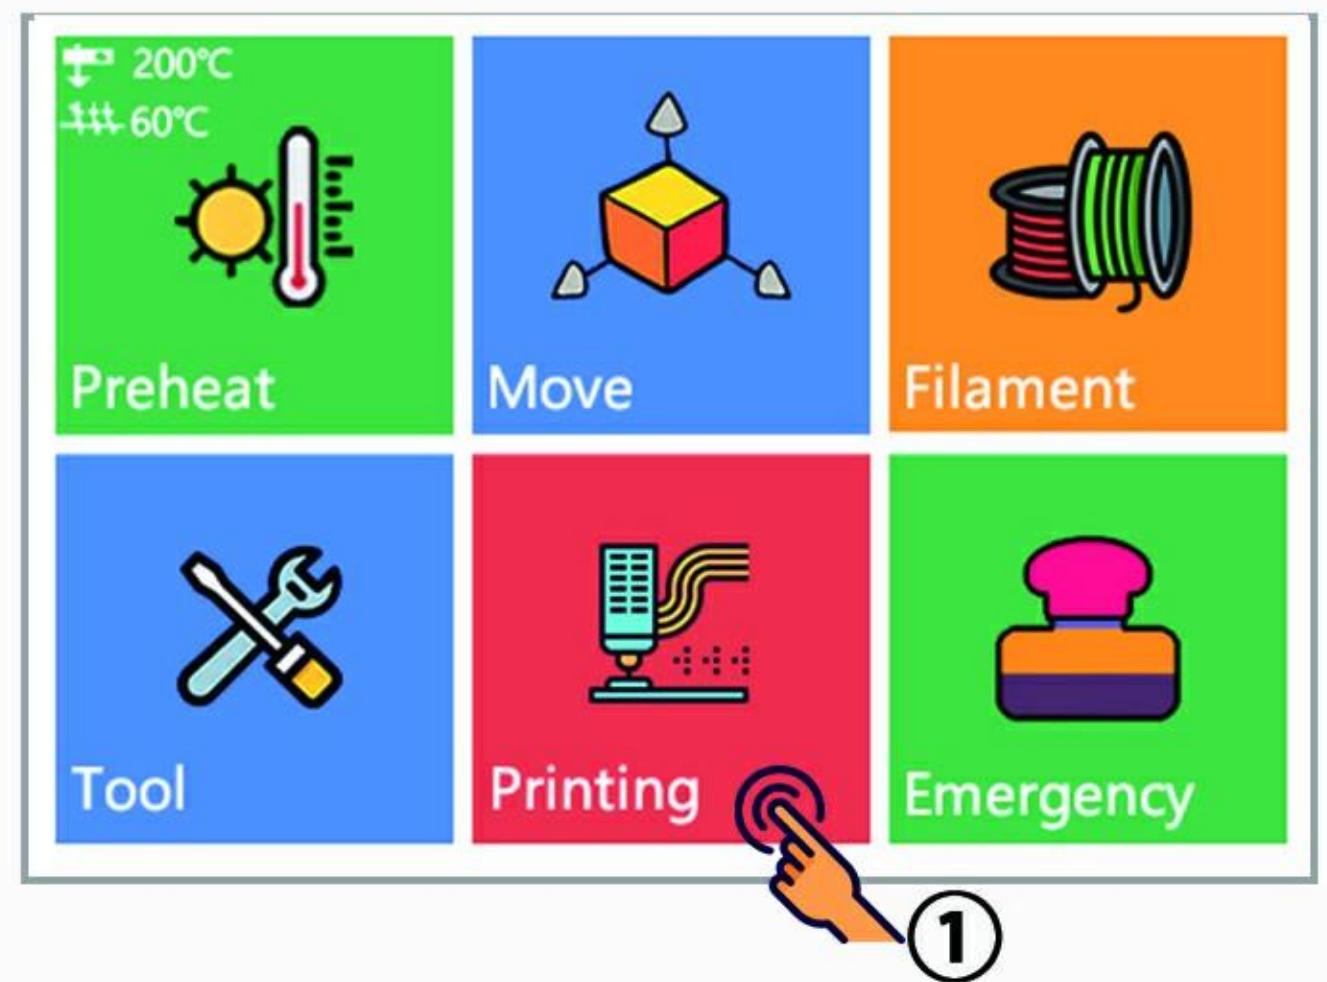 200℃
60℃
Preheat
Move
Filament
Tool
Printing
Emergency
1